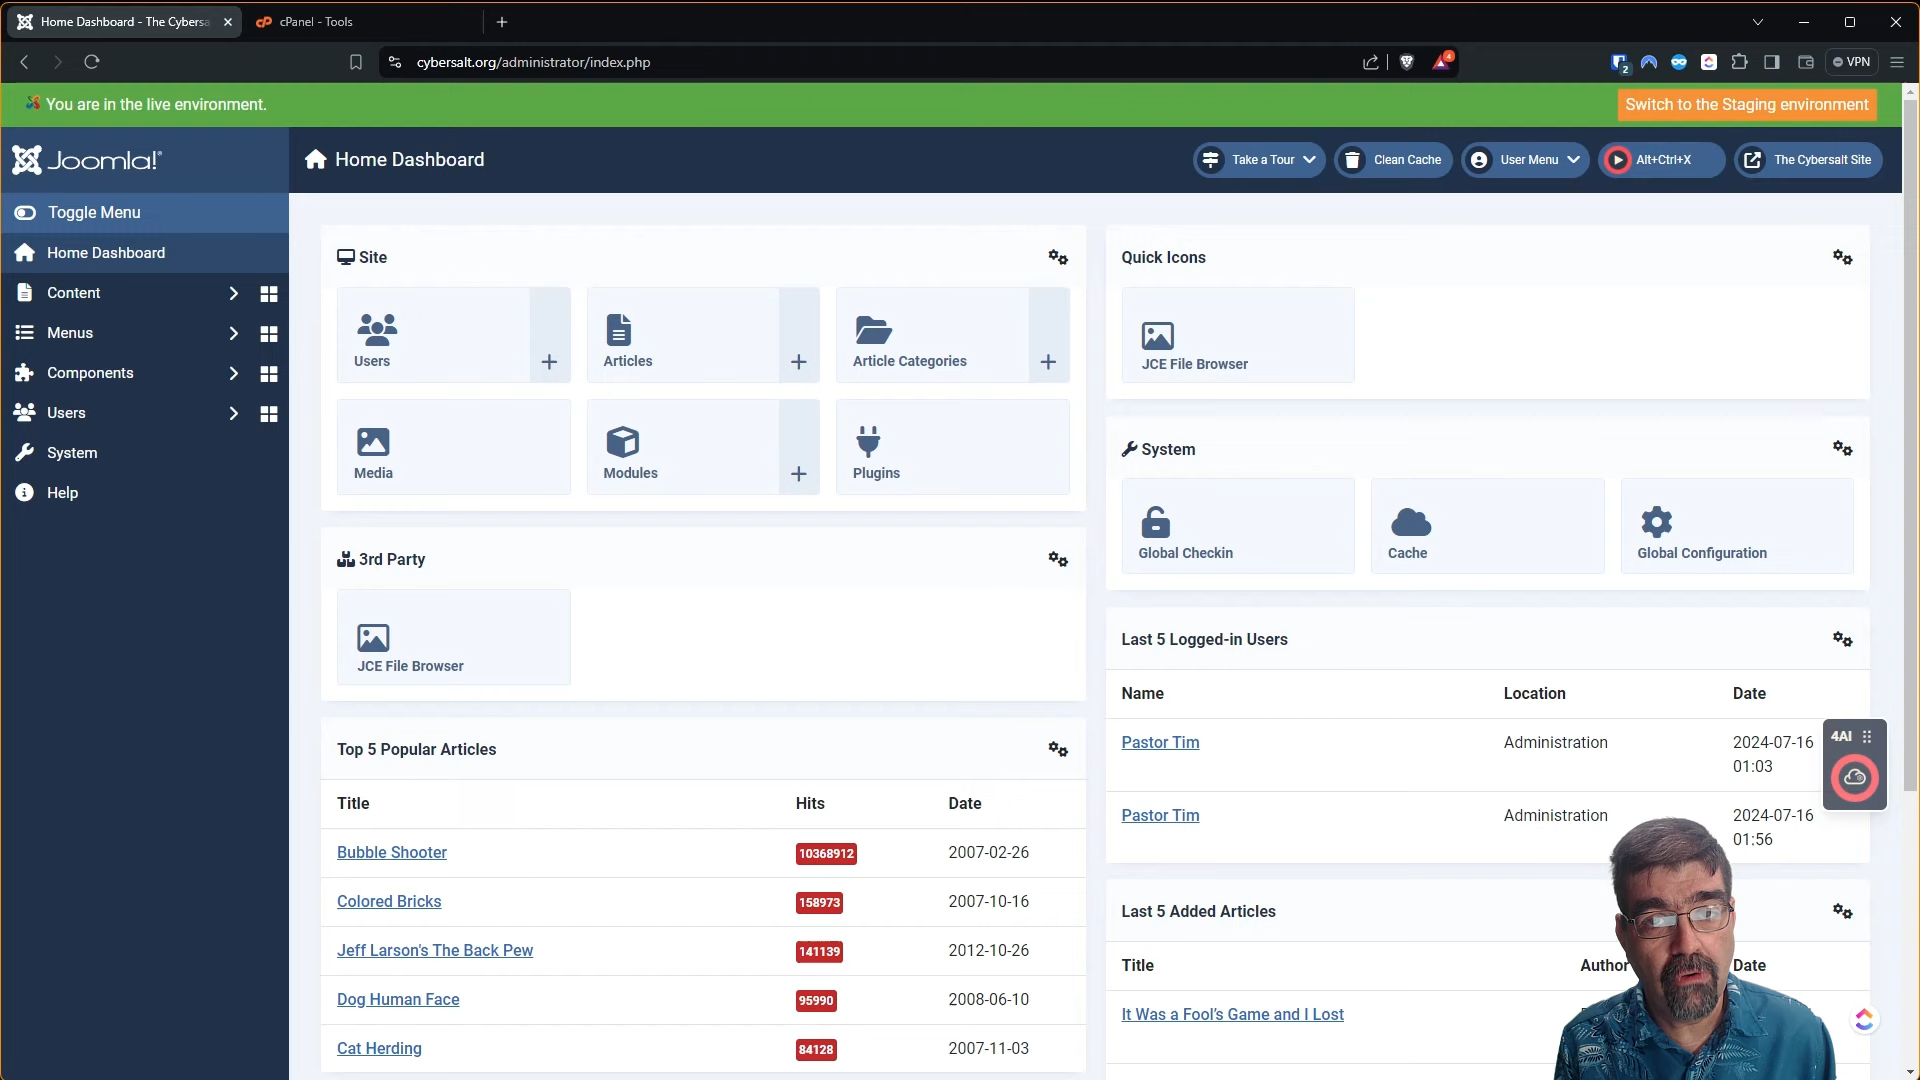 Home Dashboard - The Cybersa
cPanel - Tools
cybersalt.org/administrator/index.php
4
2
VPN
You are in the live environment.
Switch to the Staging environment
Joomla!
Home Dashboard
Take a Tour
Clean Cache
User Menu
Alt+Ctrl+X
The Cybersalt Site
Toggle Menu
Home Dashboard
Content
Menus
Components
Users
System
Help
Site
Users
Articles
Article Categories
Media
Modules
Plugins
3rd Party
JCE File Browser
Top 5 Popular Articles
Title Hits Date
Bubble Shooter 10368912 2007-02-26
Colored Bricks 158973 2007-10-16
Jeff Larson's The Back Pew 141139 2012-10-26
Dog Human Face 95990 2008-06-10
Cat Herding 84128 2007-11-03
Quick Icons
JCE File Browser
System
Global Checkin
Cache
Global Configuration
Last 5 Logged-in Users
Name Location Date
Pastor Tim Administration 2024-07-16
01:03
Pastor Tim Administration 2024-07-16
01:56
4AI
Last 5 Added Articles
Title Author Date
It Was a Fool's Game and I Lost